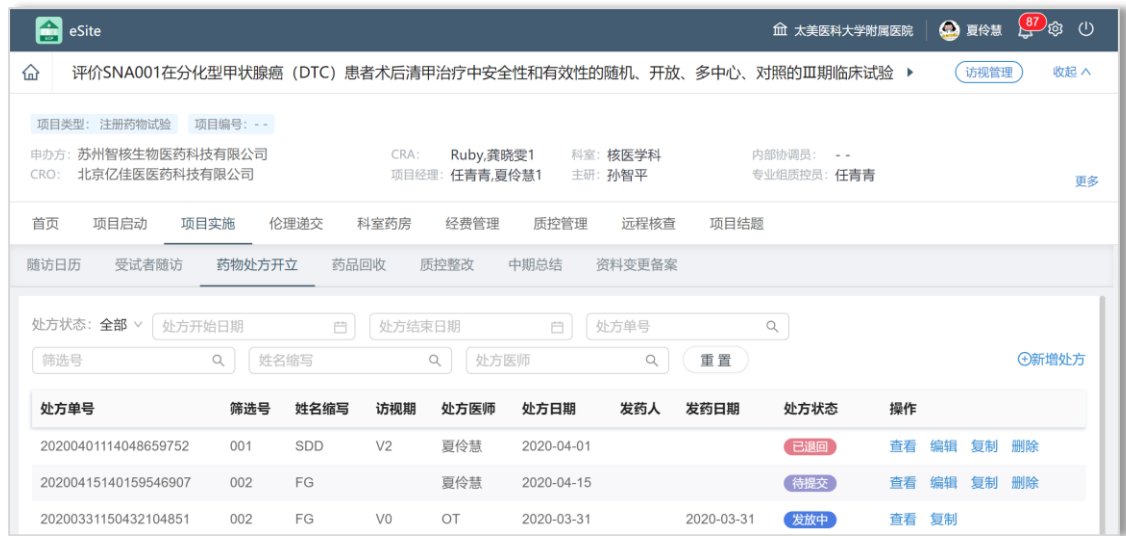 eSite 太美医科大学附属医院 夏伶慧 87
评价SNA001在分化型甲状腺癌（DTC）患者术后清甲治疗中安全性和有效性的随机、开放、多中心、对照的Ⅲ期临床试验 访视管理 收起
项目类型： 注册药物试验 项目编号：- -
申办方：苏州智核生物医药科技有限公司 CRA: Ruby,龚晓雯1 科室：核医学科 内部协调员： - -
CRO: 北京亿佳医医药科技有限公司 项目经理：任青青,夏伶慧1 主研：孙智平 专业组质控员：任青青
更多
首页 项目启动 项目实施 伦理递交 科室药房 经费管理 质控管理 远程核查 项目结题
随访日历 受试者随访 药物处方开立 药品回收 质控整改 中期总结 资料变更备案
处方状态：全部 处方开始日期 处方结束日期 处方单号
筛选号 姓名缩写 处方医师 重 置 新增处方
处方单号 筛选号 姓名缩写 访视期 处方医师 处方日期 发药人 发药日期 处方状态 操作
20200401114048659752 001 SDD V2 夏伶慧 2020-04-01 已退回 查看 编辑 复制 删除
20200415140159546907 002 FG 夏伶慧 2020-04-15 待提交 查看 编辑 复制 删除
20200331150432104851 002 FG V0 OT 2020-03-31 2020-03-31 发放中 查看 复制